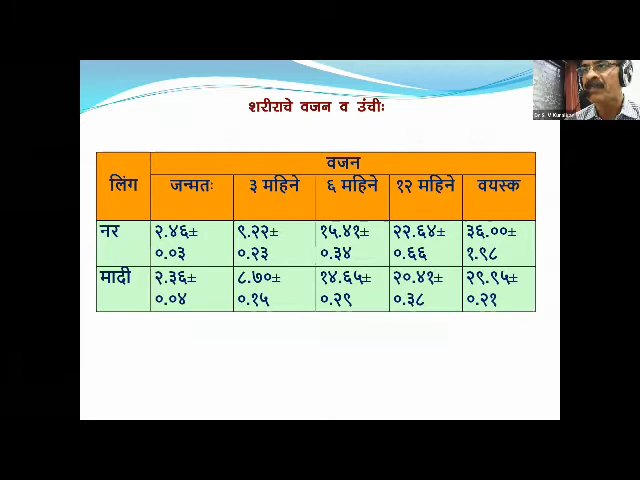 शरीराचे वजन व उंचीः
लिंग वजन
जन्मतः ३ महिने ६ महिने १२ महिने वयस्क
नर २.४६± ९.२२± १५.४१± २२.६४± ३६.००±
०.०३ ०.२३ ०.३४ ०.६६ १.९८
मादी २.३६± ८.७०± १४.६५± २०.४१± २९.९५±
०.०४ ०.१५ ०.२९ ०.३८ ०.२१